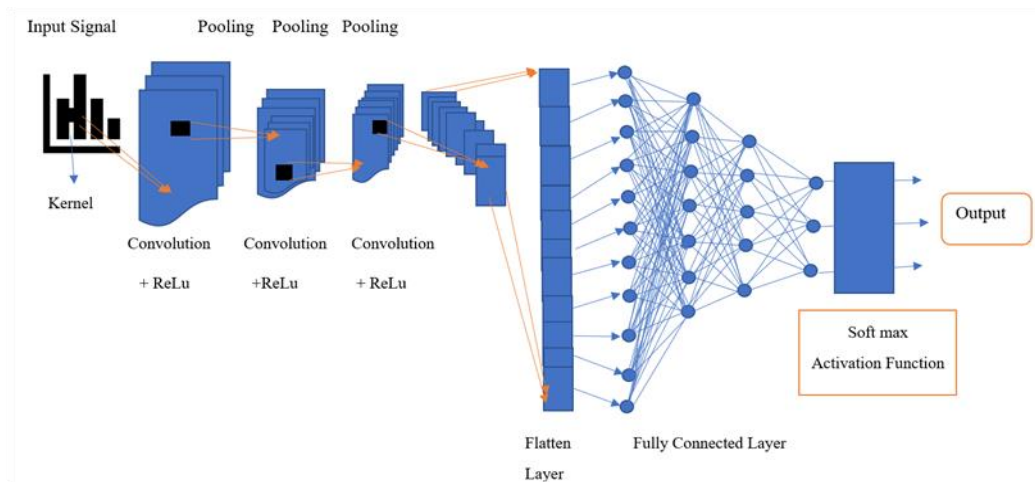 Input Signal
Pooling
Pooling
Pooling
Kernel
Convolution
+ ReLu
Convolution
+ReLu
Convolution
+ ReLu
Output
Soft max
Activation Function
Flatten
Layer
Fully Connected Layer